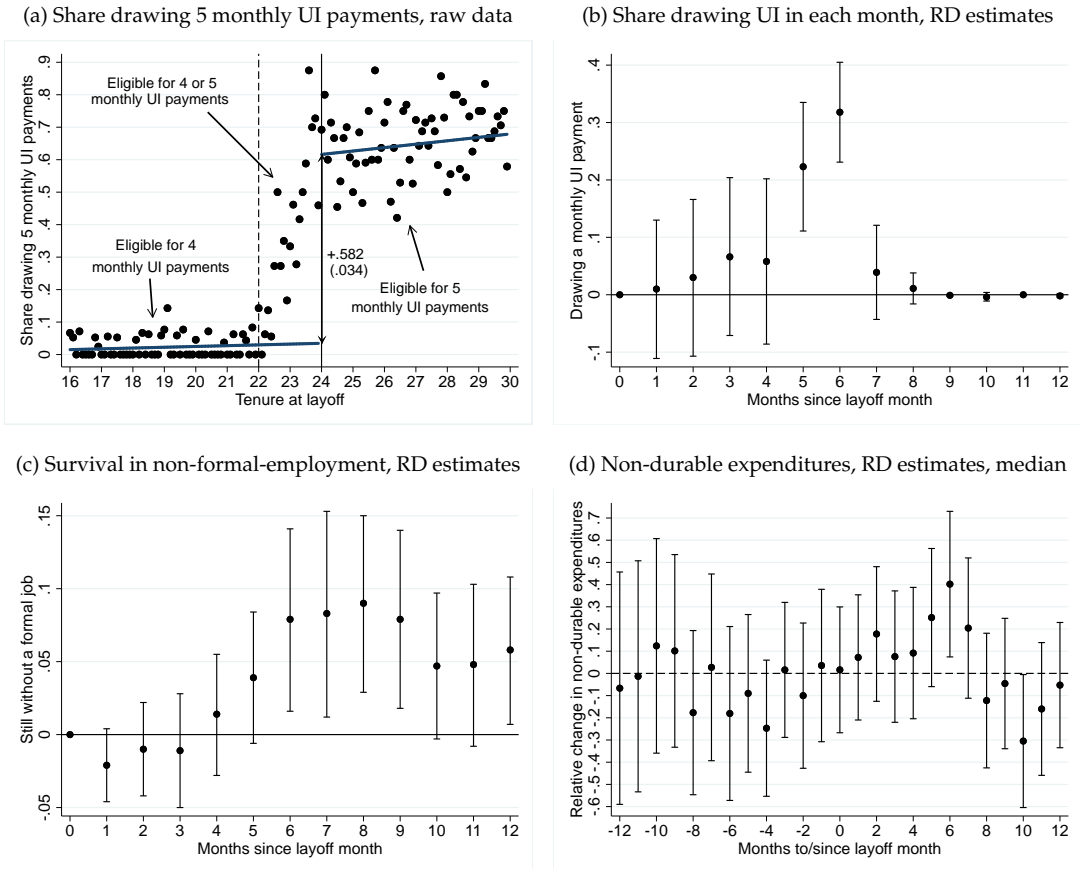 (a) Share drawing 5 monthly UI payments, raw data
Share drawing 5 monthly UI payments
.9
.8
.7
.6
.5
.4
.3
.2
.1
0
Eligible for 4 or 5
monthly UI payments
Eligible for 4
monthly UI payments
+.582
(.034)
Eligible for 5
monthly UI payments
16 17 18 19 20 21 22 23 24 25 26 27 28 29 30
Tenure at layoff
(b) Share drawing UI in each month, RD estimates
Drawing a monthly UI payment
.4
.3
.2
.1
0
-.1
0 1 2 3 4 5 6 7 8 9 10 11 12
Months since layoff month
(c) Survival in non-formal-employment, RD estimates
Still without a formal job
.15
.1
.05
0
-.05
0 1 2 3 4 5 6 7 8 9 10 11 12
Months since layoff month
(d) Non-durable expenditures, RD estimates, median
Relative change in non-durable expenditures
.7
.6
.5
.4
.3
.2
.1
0
-.1
-.2
-.3
-.4
-.5
-.6
-12 -10 -8 -6 -4 -2 0 2 4 6 8 10 12
Months to/since layoff month